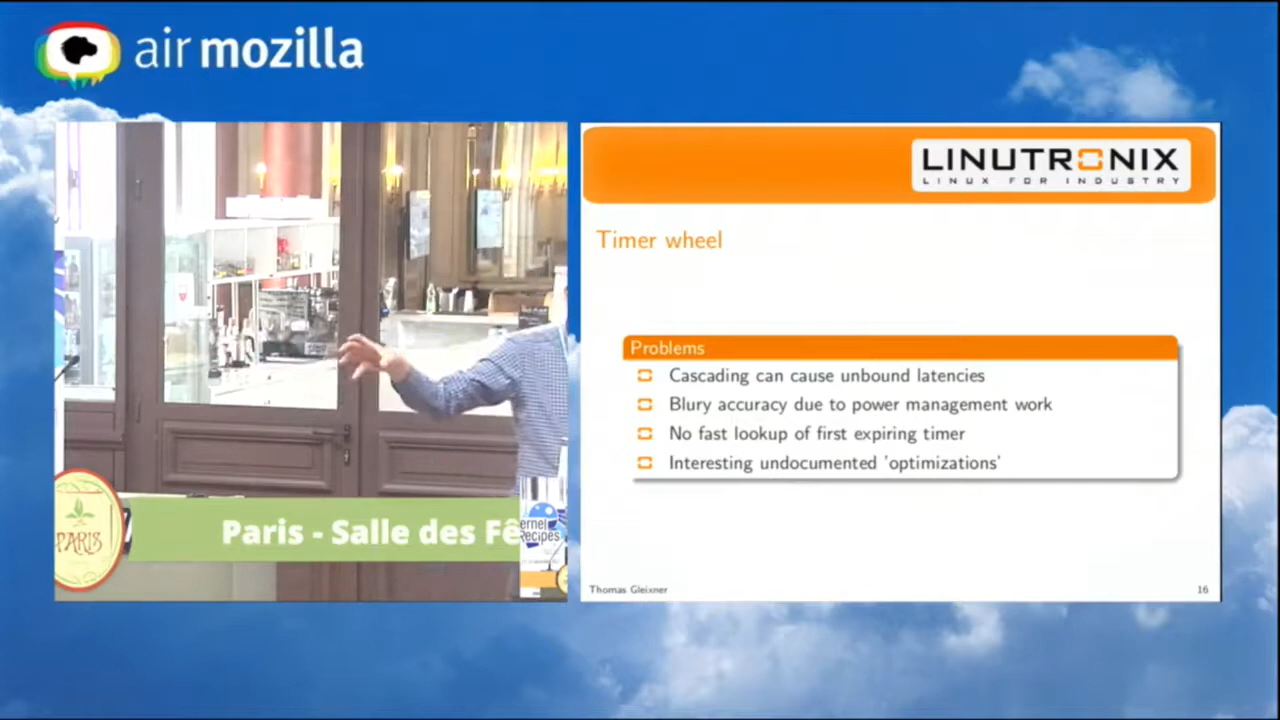 air mozilla
LINUTRONIX
LINUX FOR INDUSTRY
Timer wheel
Problems
Cascading can cause unbound latencies
Blury accuracy due to power management work
No fast lookup of first expiring timer
Interesting undocumented 'optimizations'
Thomas Gleixner
16
PARIS
Paris - Salle des Fê
ernel
Recipes